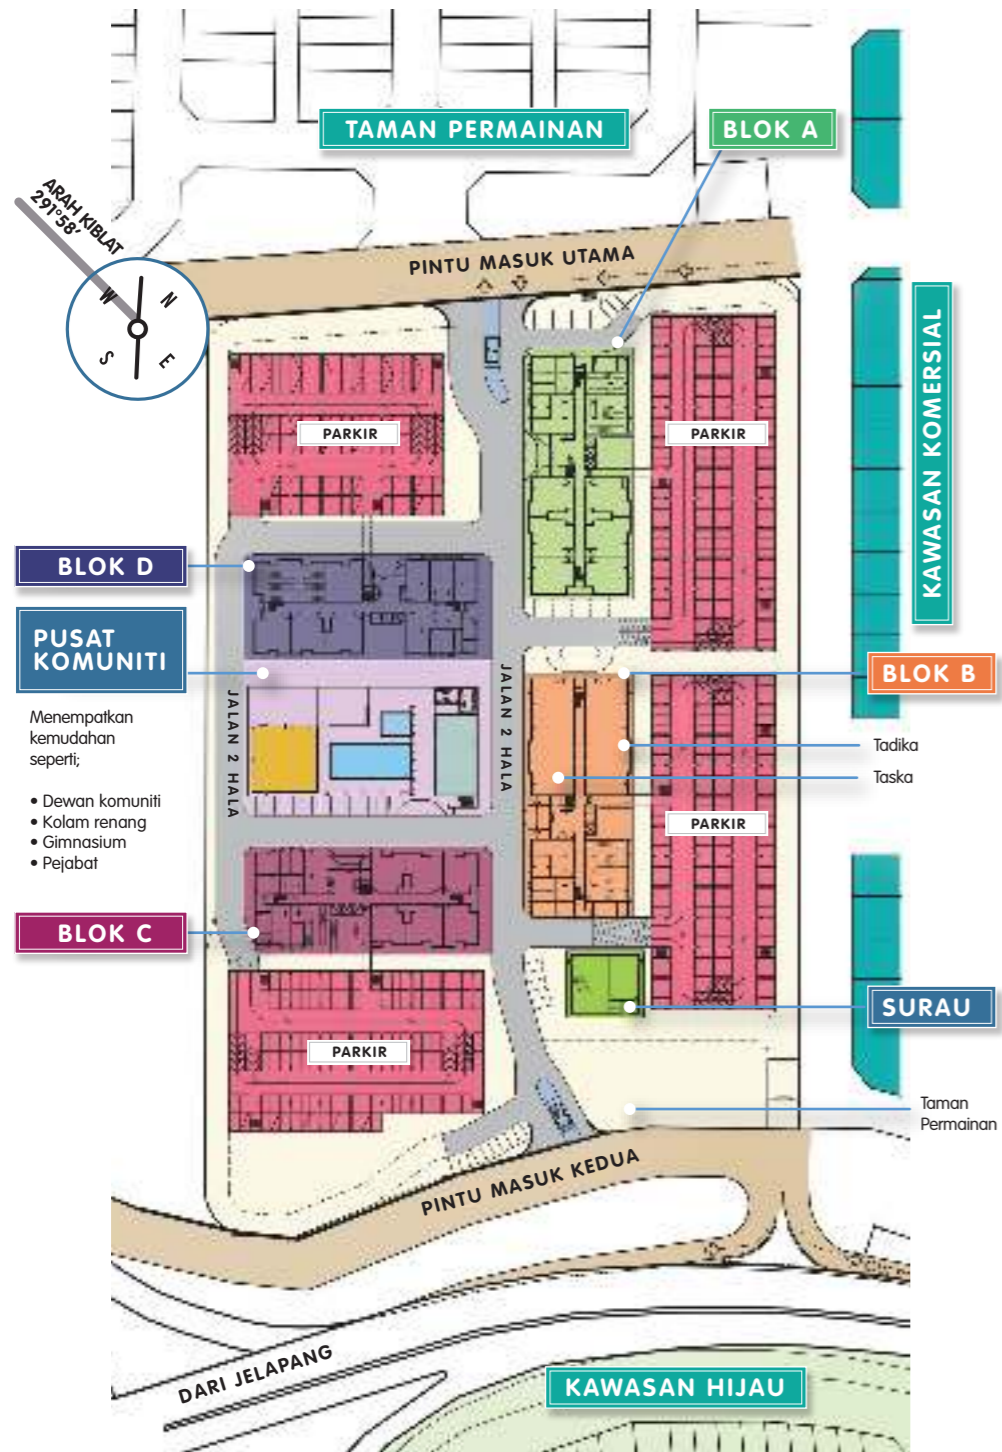 TAMAN PERMAINAN
BLOK A
ARAH KIBLAT
291°58'
N
W
S
E
PINTU MASUK UTAMA
KAWASAN KOMERSIAL
PARKIR
PARKIR
BLOK D
PUSAT
KOMUNITI
Menempatkan
kemudahan
seperti;
• Dewan komuniti
• Kolam renang
• Gimnasium
• Pejabat
JALAN 2 HALA
JALAN 2 HALA
BLOK B
Tadika
Taska
PARKIR
BLOK C
SURAU
PARKIR
Taman
Permainan
PINTU MASUK KEDUA
DARI JELAPANG
KAWASAN HIJAU